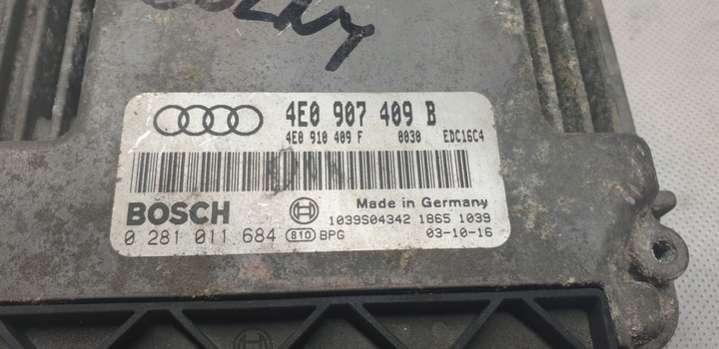 4E0 907 409 B
4E0 910 409 F 0030 EDC16C4
BOSCH
Made in Germany
1039S04342 1865 1039
0 281 011 684 810 BPG 03-10-16